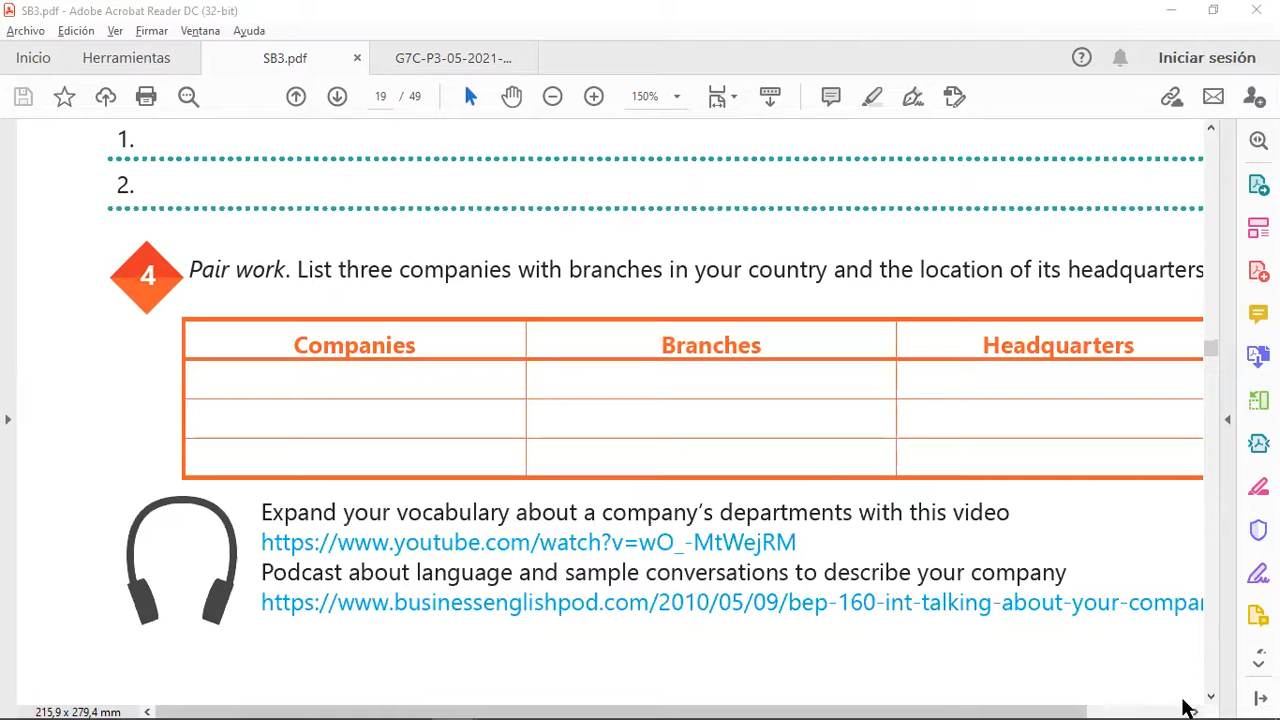 SB3.pdf - Adobe Acrobat Reader DC (32-bit)
Archivo Edición Ver Firmar Ventana Ayuda
Inicio Herramientas SB3.pdf × G7C-P3-05-2021-... Iniciar sesión
19 / 49 150%
1.
2.
4 Pair work. List three companies with branches in your country and the location of its headquarters
Companies Branches Headquarters
Expand your vocabulary about a company's departments with this video
https://www.youtube.com/watch?v=wO_-MtWejRM
Podcast about language and sample conversations to describe your company
https://www.businessenglishpod.com/2010/05/09/bep-160-int-talking-about-your-compan
215,9 x 279,4 mm